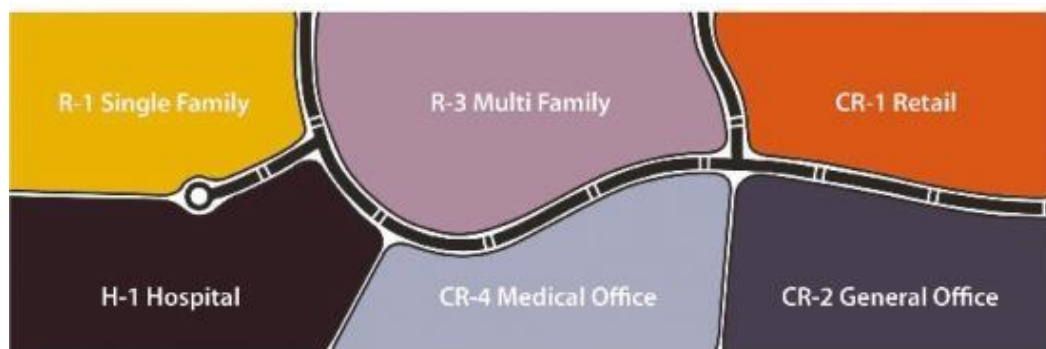 R-1 Single Family
R-3 Multi Family
CR-1 Retail
H-1 Hospital
CR-4 Medical Office
CR-2 General Office